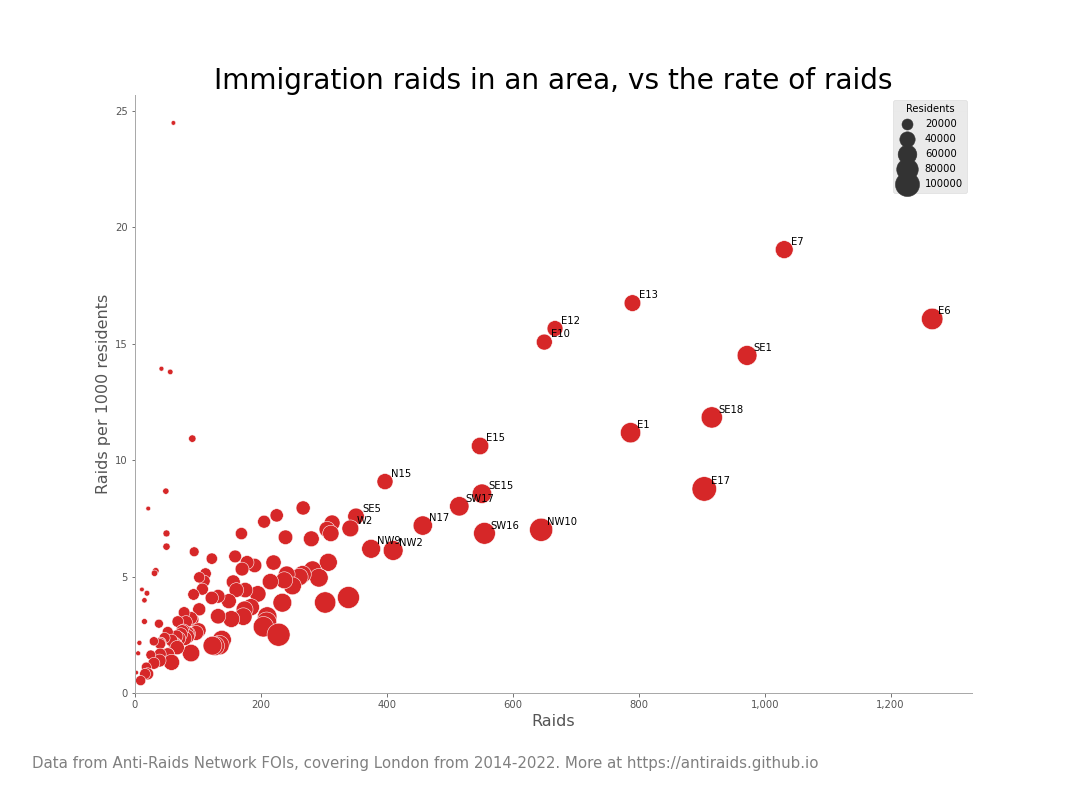 Immigration raids in an area, vs the rate of raids
Residents
20000
40000
60000
80000
100000
25
20
15
10
5
0
Raids per 1000 residents
E7
E13
E6
E12
E10
SE1
SE18
E1
E15
E17
N15
SE15
SW17
SE5
W2
N17
SW16
NW10
NW9
NW2
0
200
400
600
800
1,000
1,200
Raids
Data from Anti-Raids Network FOIs, covering London from 2014-2022. More at https://antiraids.github.io